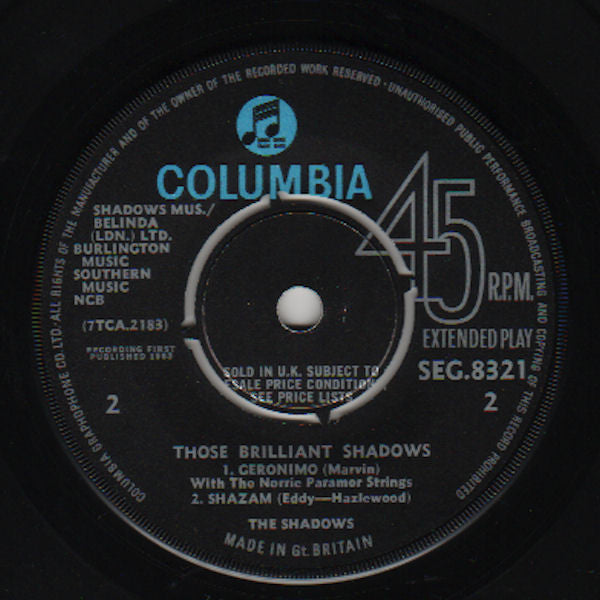 COLUMBIA GRAPHOPHONE CO. LTD. ALL RIGHTS OF THE MANUFACTURER AND OF THE OWNER OF THE RECORDED WORK RESERVED · UNAUTHORISED PUBLIC PERFORMANCE BROADCASTING AND COPYING OF THIS RECORD PROHIBITED
COLUMBIA
SHADOWS MUS./
BELINDA
(LDN.) LTD.
BURLINGTON
MUSIC
SOUTHERN
MUSIC
NCB
(7TCA.2183)
RECORDING FIRST
PUBLISHED 1963
2
45
R.P.M.
EXTENDED PLAY
SEG.8321
2
SOLD IN U.K. SUBJECT TO
RESALE PRICE CONDITIONS
SEE PRICE LISTS
THOSE BRILLIANT SHADOWS
1. GERONIMO (Marvin)
With The Norrie Paramor Strings
2. SHAZAM (Eddy—Hazlewood)
THE SHADOWS
MADE IN Gt. BRITAIN